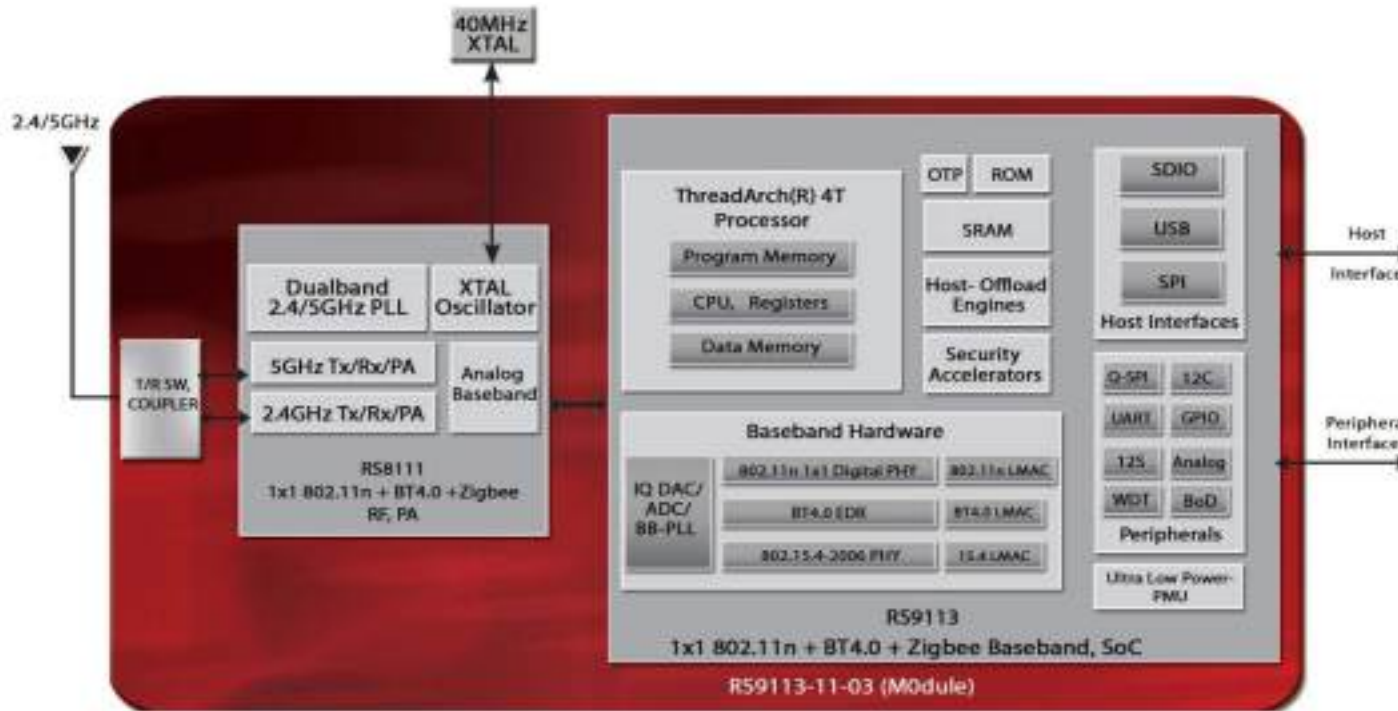 40MHz
XTAL
2.4/5GHz
T/R SW,
COUPLER
Dualband
2.4/5GHz PLL
XTAL
Oscillator
5GHz Tx/Rx/PA
2.4GHz Tx/Rx/PA
Analog
Baseband
RS8111
1x1 802.11n + BT4.0 +Zigbee
RF, PA
ThreadArch(R) 4T
Processor
Program Memory
CPU, Registers
Data Memory
OTP
ROM
SRAM
Host- Offload
Engines
Security
Accelerators
SDIO
USB
SPI
Host Interfaces
Q-SPI
12C
UART
GPIO
12S
Analog
WDT
BoD
Peripherals
Ultra Low Power-
PMU
Baseband Hardware
IQ DAC/
ADC/
BB-PLL
802.11n 1x1 Digital PHY
802.11n LMAC
BT4.0 EDR
BT4.0 LMAC
802.15.4-2006 PHY
15.4 LMAC
RS9113
1x1 802.11n + BT4.0 + Zigbee Baseband, SoC
RS9113-11-03 (M0dule)
Host
Interface
Periphera
Interface